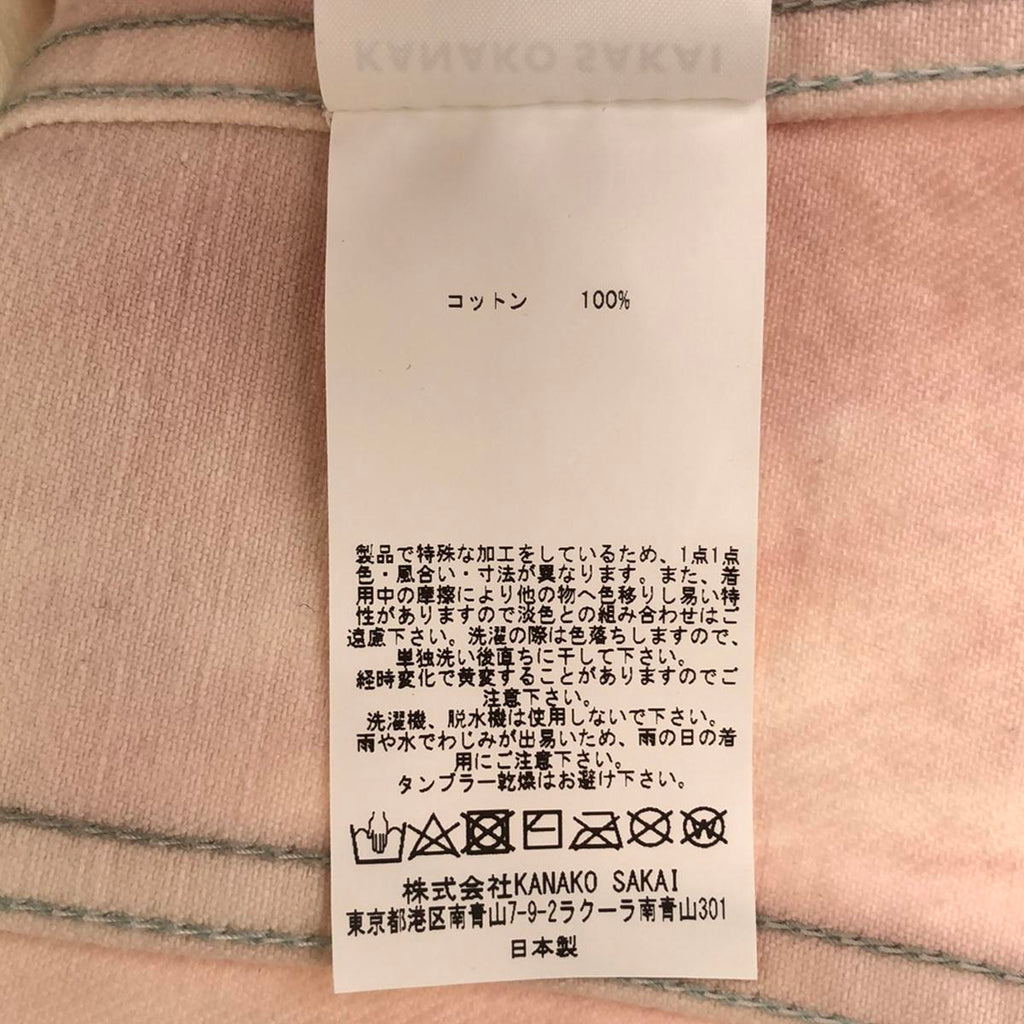 KANAKO SAKAI
コットン 100%
製品で特殊な加工をしているため、1点1点
色・風合い・寸法が異なります。また、着
用中の摩擦により他の物へ色移りし易い特
性がありますので淡色との組み合わせはご
遠慮下さい。洗濯の際は色落ちしますので、
単独洗い後直ちに干して下さい。
経時変化で黄変することがありますのでご
注意下さい。
洗濯機、脱水機は使用しないで下さい。
雨や水でわじみが出易いため、雨の日の着
用にご注意下さい。
タンブラー乾燥はお避け下さい。
W
株式会社KANAKO SAKAI
東京都港区南青山7-9-2ラクーラ南青山301
日本製